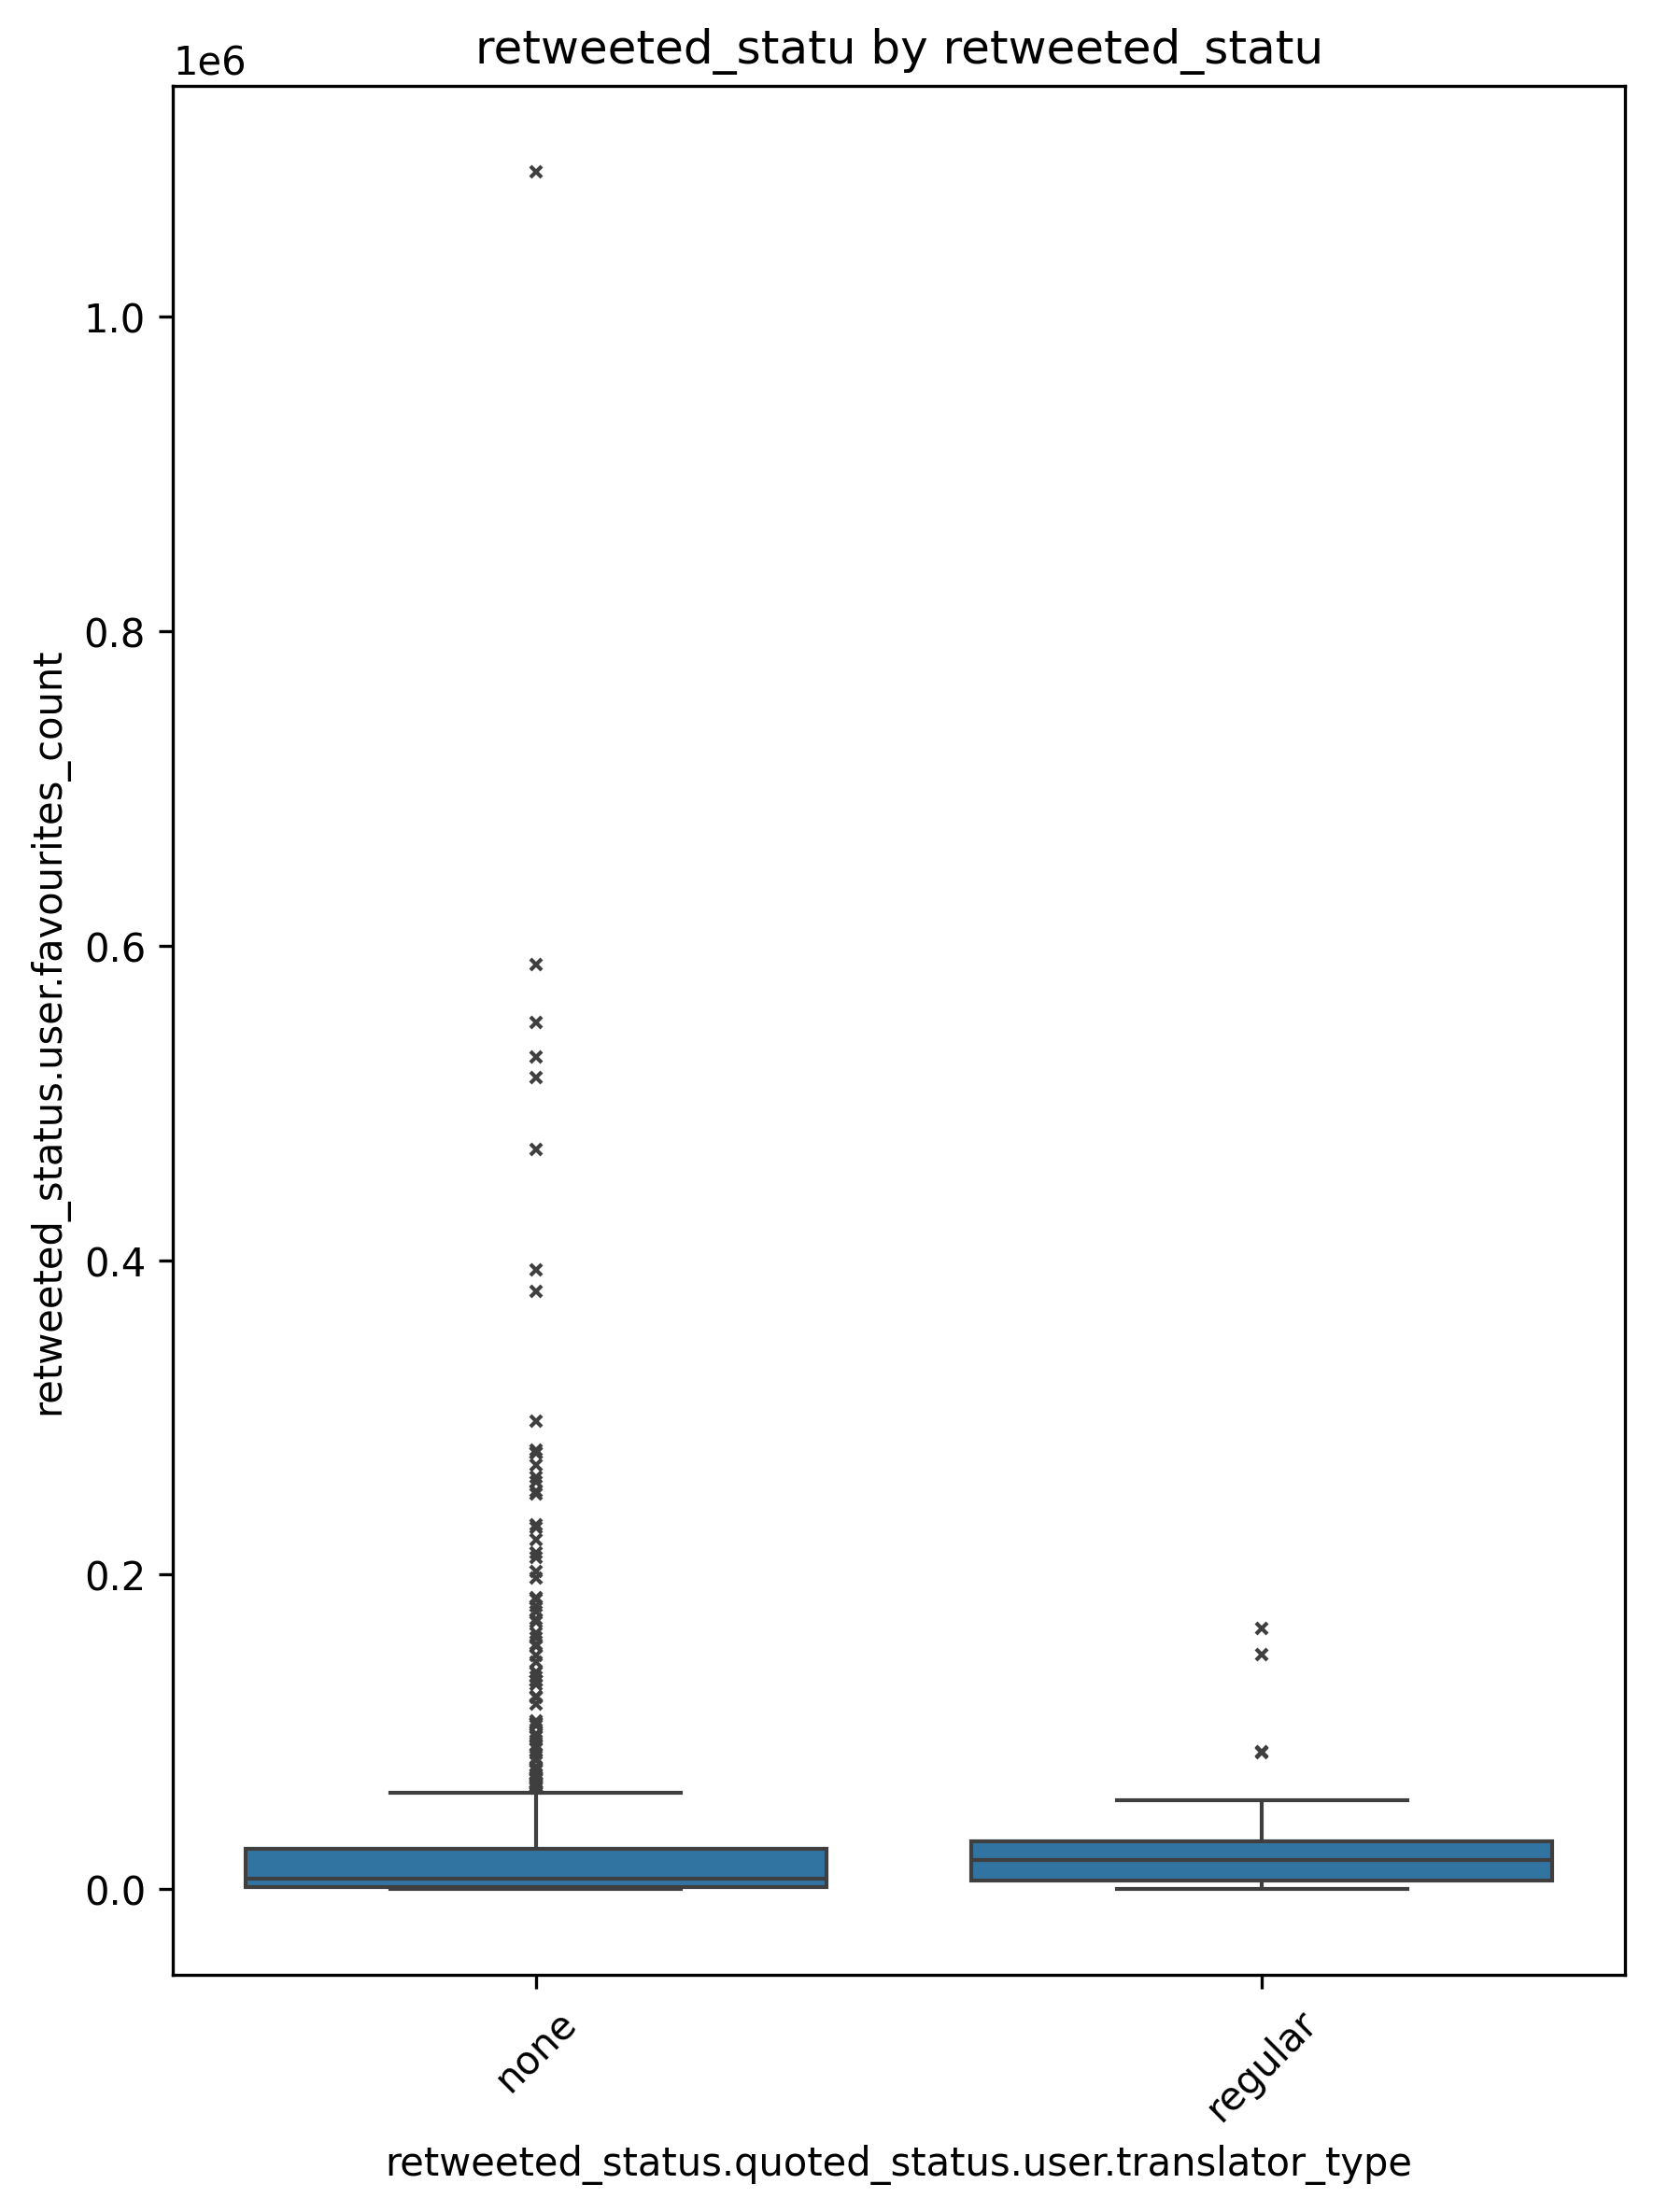 retweeted_statu by retweeted_statu
1e6
1.0
0.8
0.6
0.4
0.2
0.0
retweeted_status.user.favourites_count
none
regular
retweeted_status.quoted_status.user.translator_type